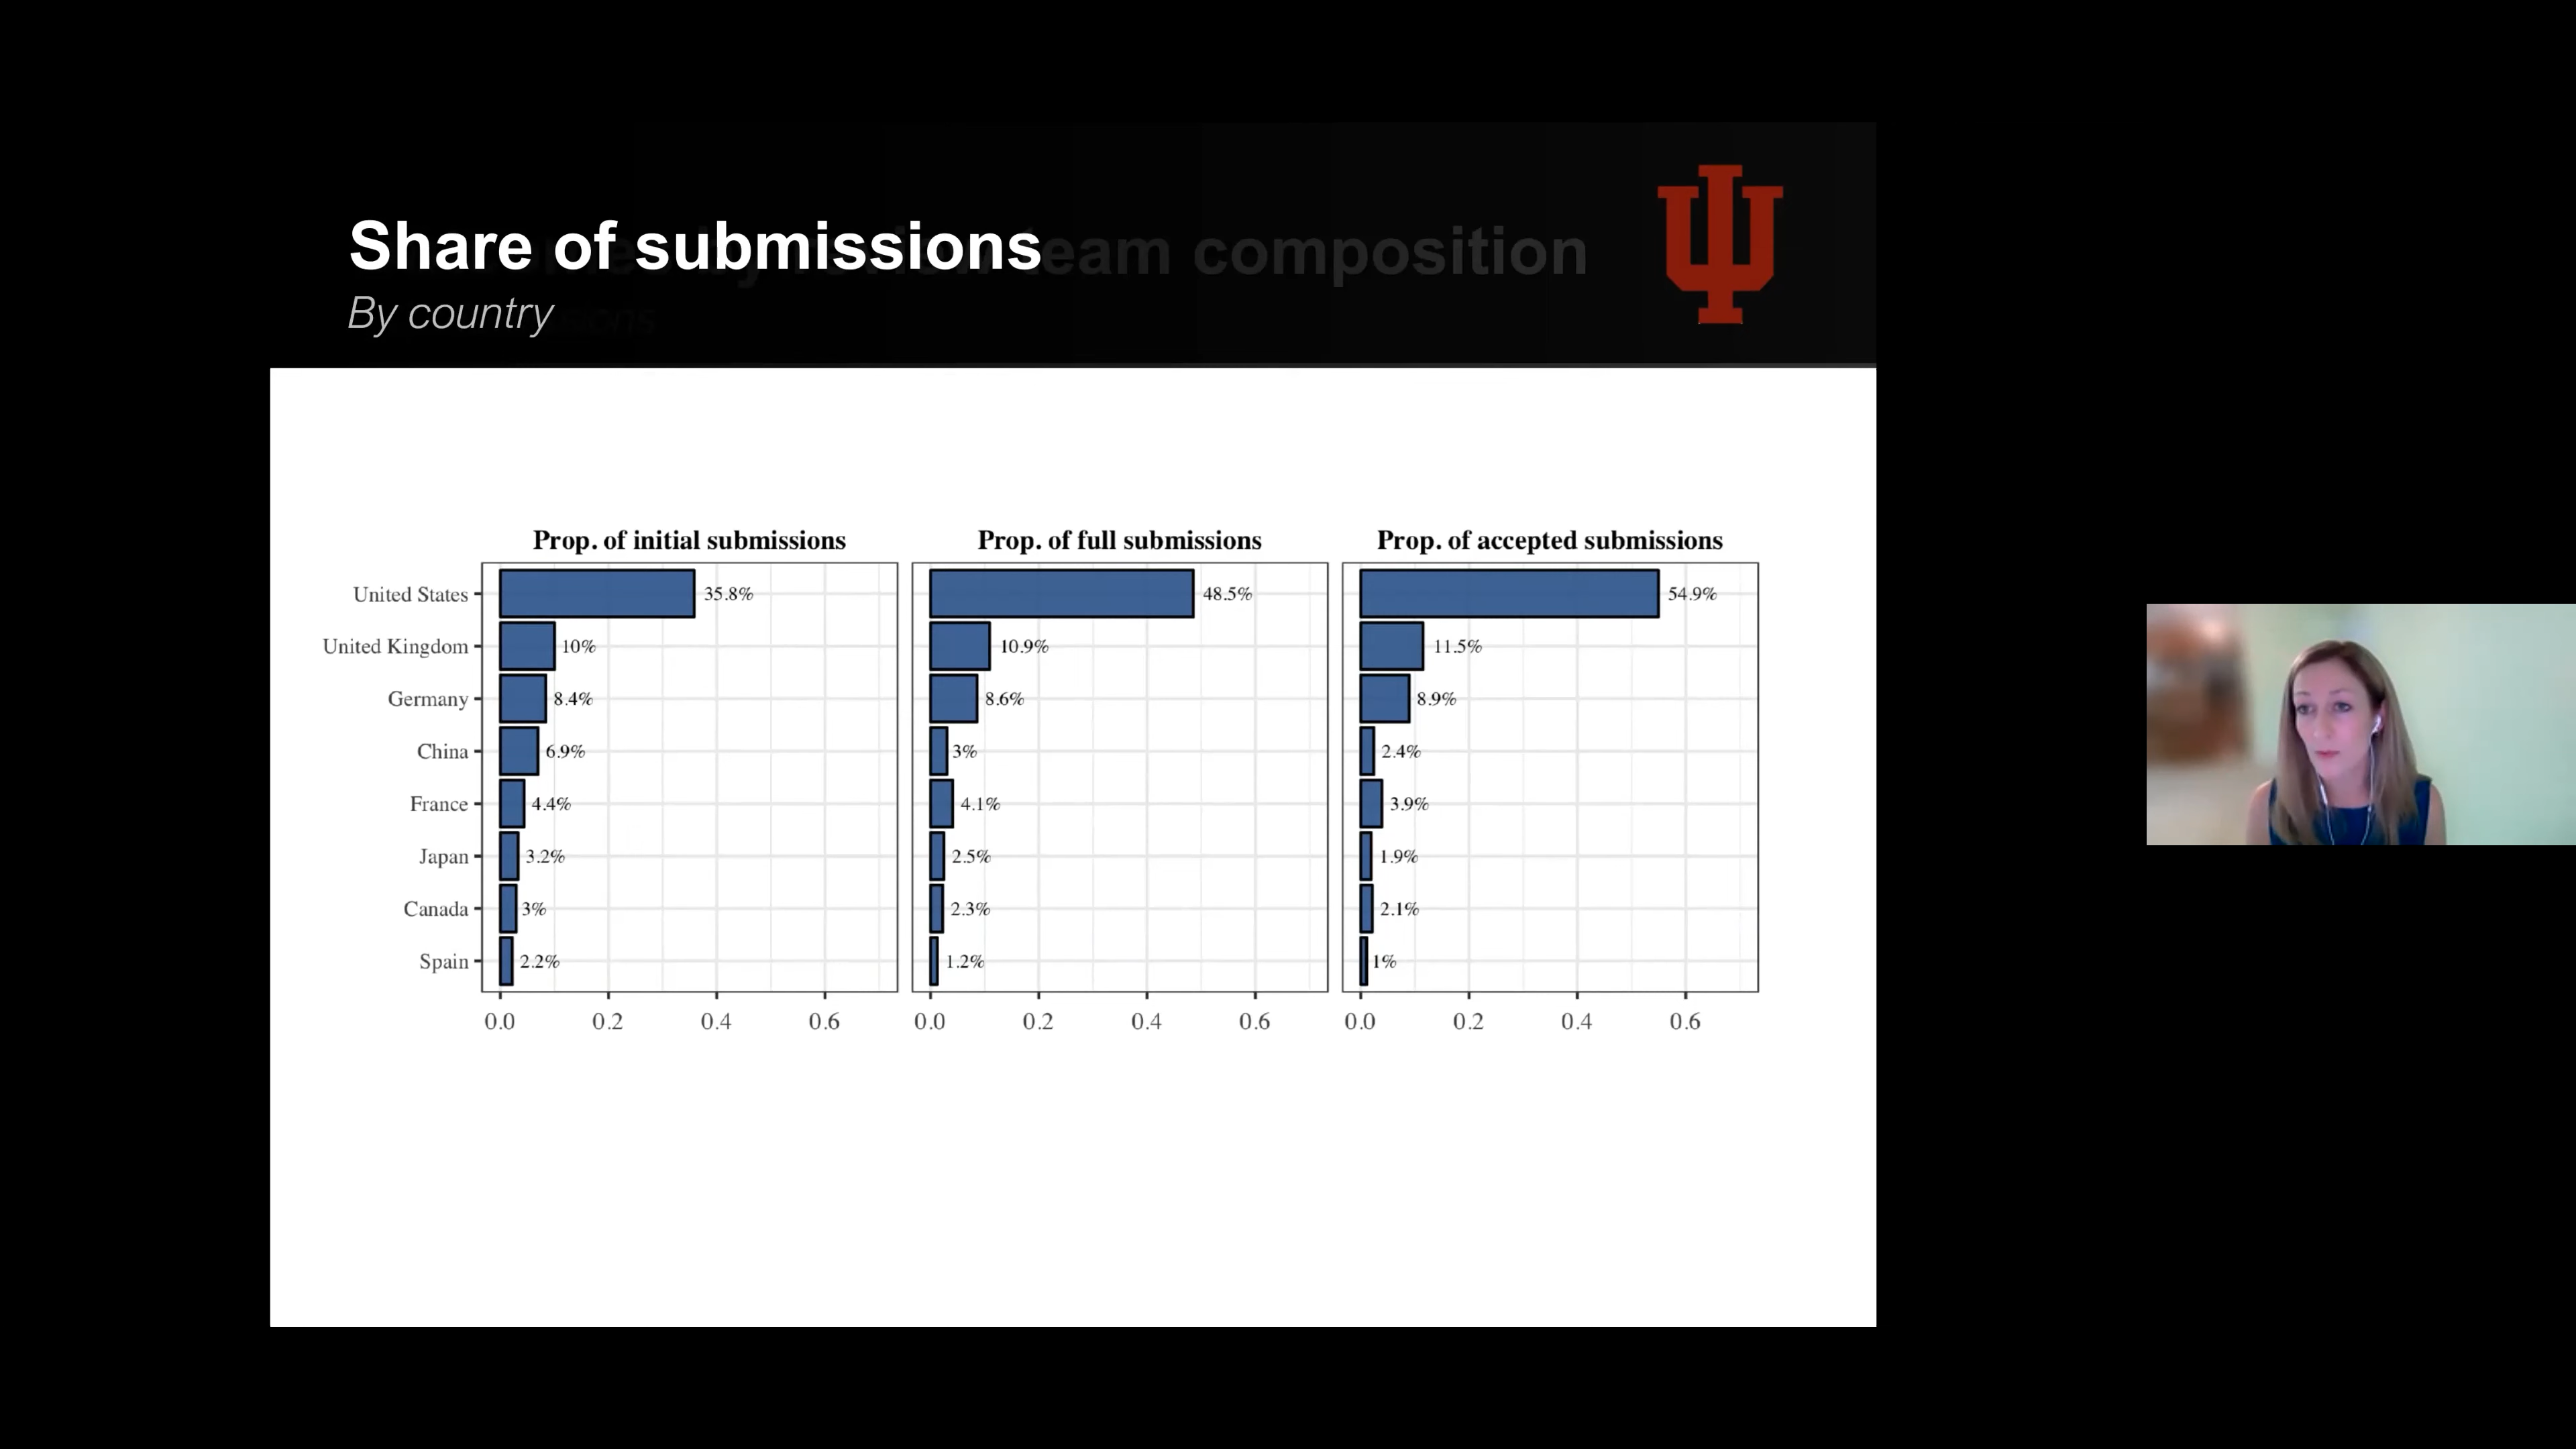 Share of submissions
team composition
By country
Prop. of initial submissions
Prop. of full submissions
Prop. of accepted submissions
United States 35.8% 48.5% 54.9%
United Kingdom 10% 10.9% 11.5%
Germany 8.4% 8.6% 8.9%
China 6.9% 3% 2.4%
France 4.4% 4.1% 3.9%
Japan 3.2% 2.5% 1.9%
Canada 3% 2.3% 2.1%
Spain 2.2% 1.2% 1%
0.0 0.2 0.4 0.6 0.0 0.2 0.4 0.6 0.0 0.2 0.4 0.6